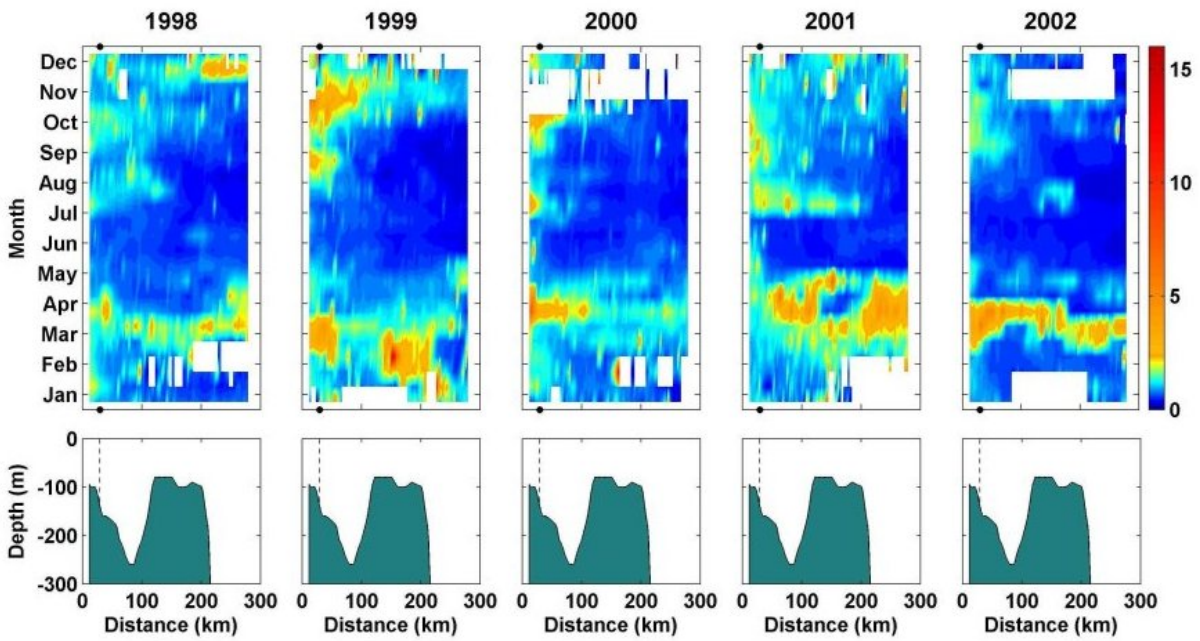 1998 1999 2000 2001 2002
Month
Dec
Nov
Oct
Sep
Aug
Jul
Jun
May
Apr
Mar
Feb
Jan
15
10
5
0
Depth (m)
0
-100
-200
-300
0 100 200 300 0 100 200 300 0 100 200 300 0 100 200 300 0 100 200 300
Distance (km) Distance (km) Distance (km) Distance (km) Distance (km)